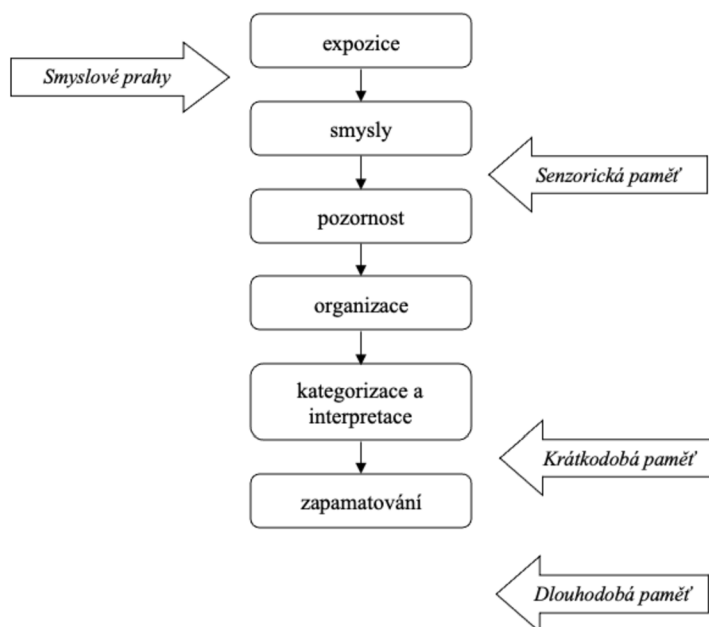 expozice
Smyslové prahy
smysly
Senzorická paměť
pozornost
organizace
kategorizace a
interpretace
Krátkodobá paměť
zapamatování
Dlouhodobá paměť